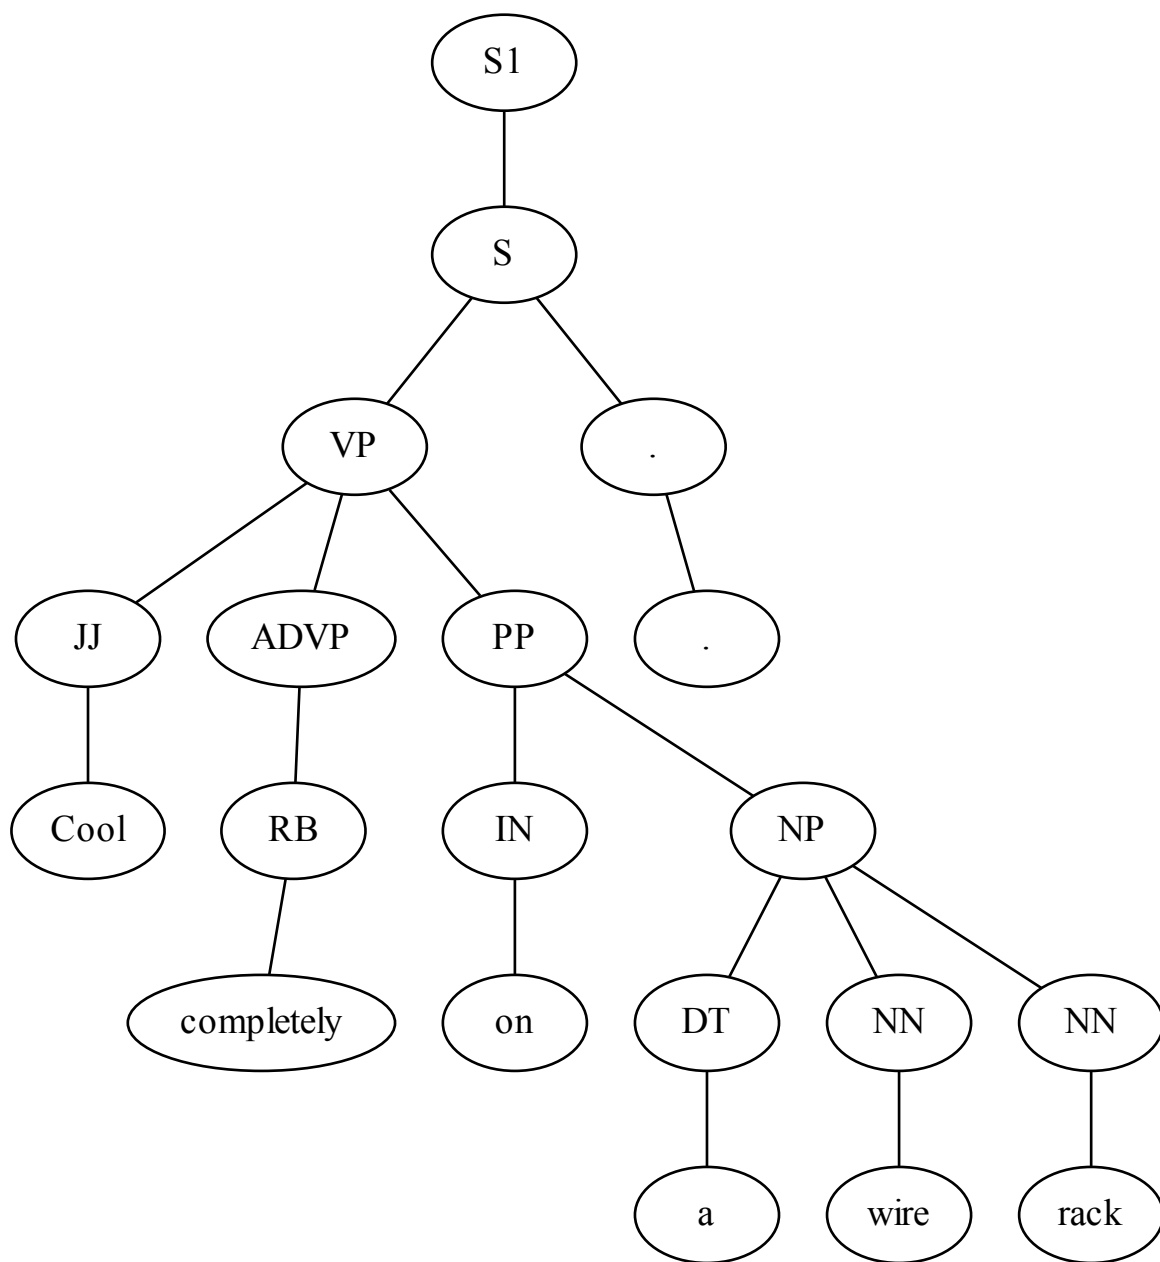 S1
S
VP .
JJ ADVP PP .
Cool RB IN NP
completely on DT NN NN
a wire rack